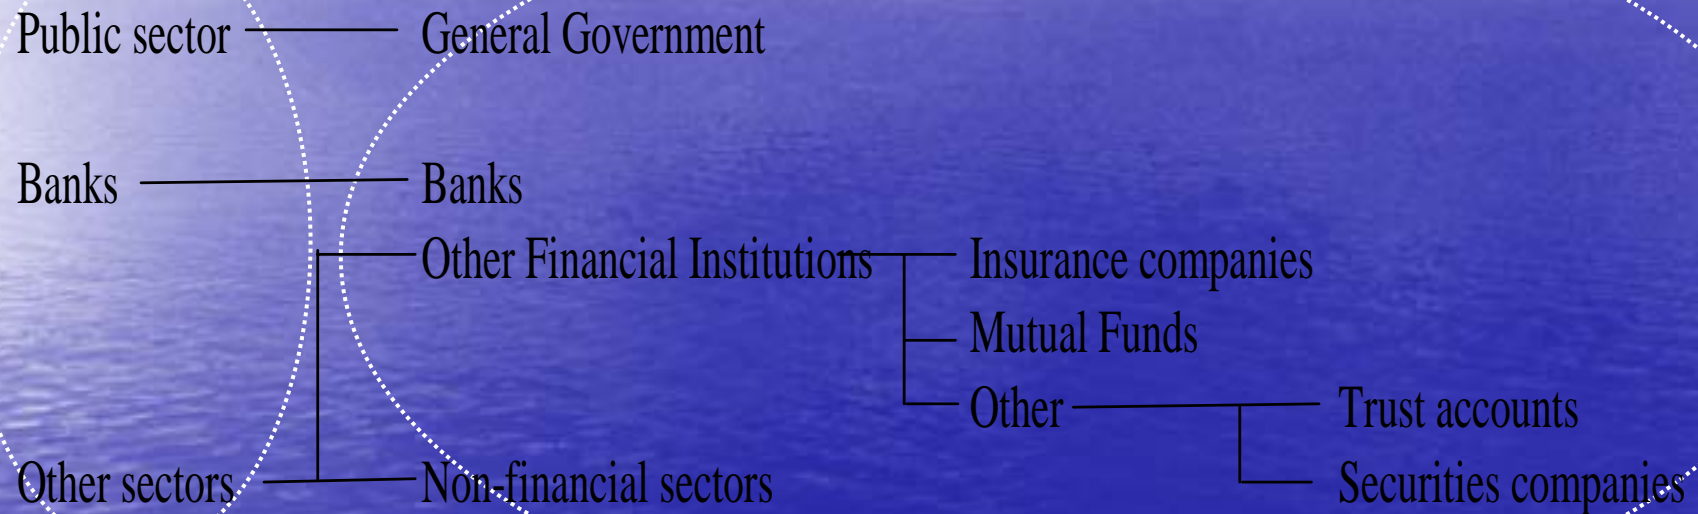 Public sector General Government
Banks Banks
Other Financial Institutions Insurance companies
Mutual Funds
Other Trust accounts
Other sectors Non-financial sectors Securities companies